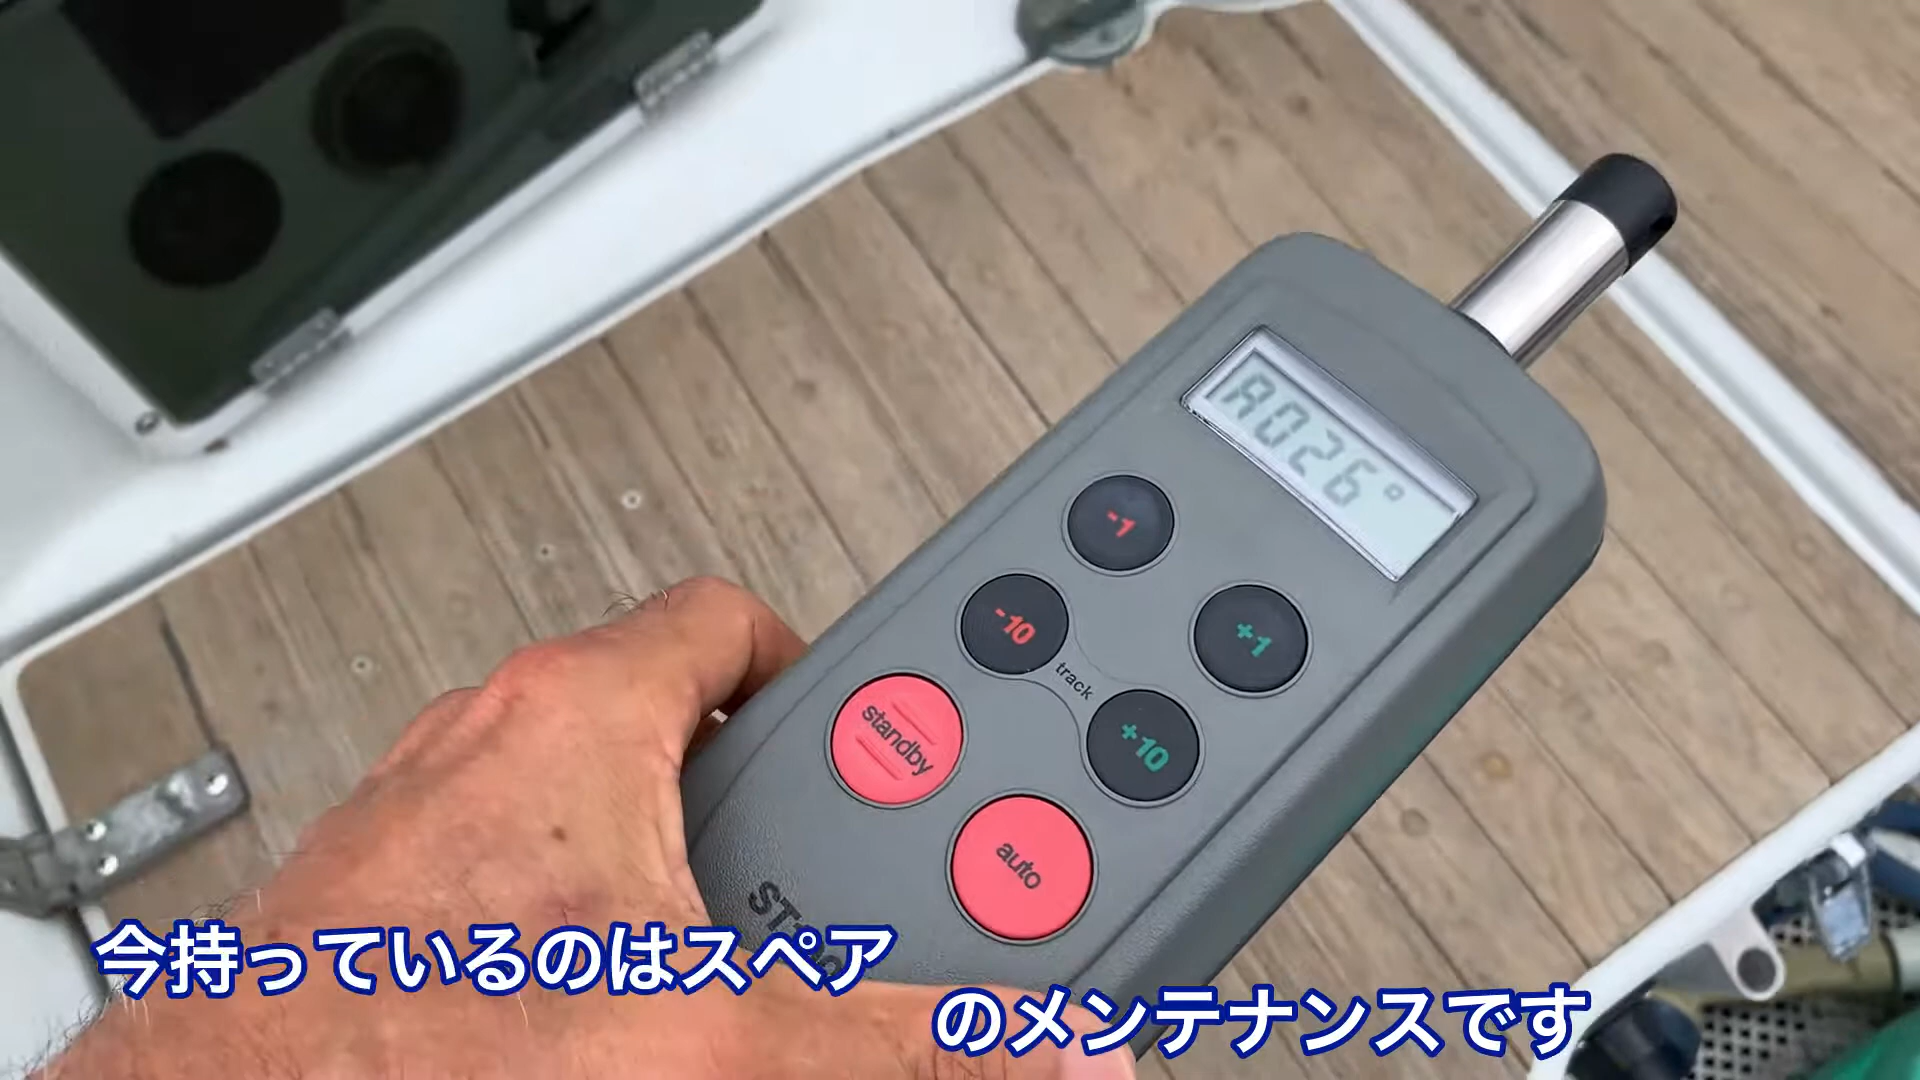 A026°
-1
+1
-10
track
+10
standby
auto
今持っているのはスペア
のメンテナンスです